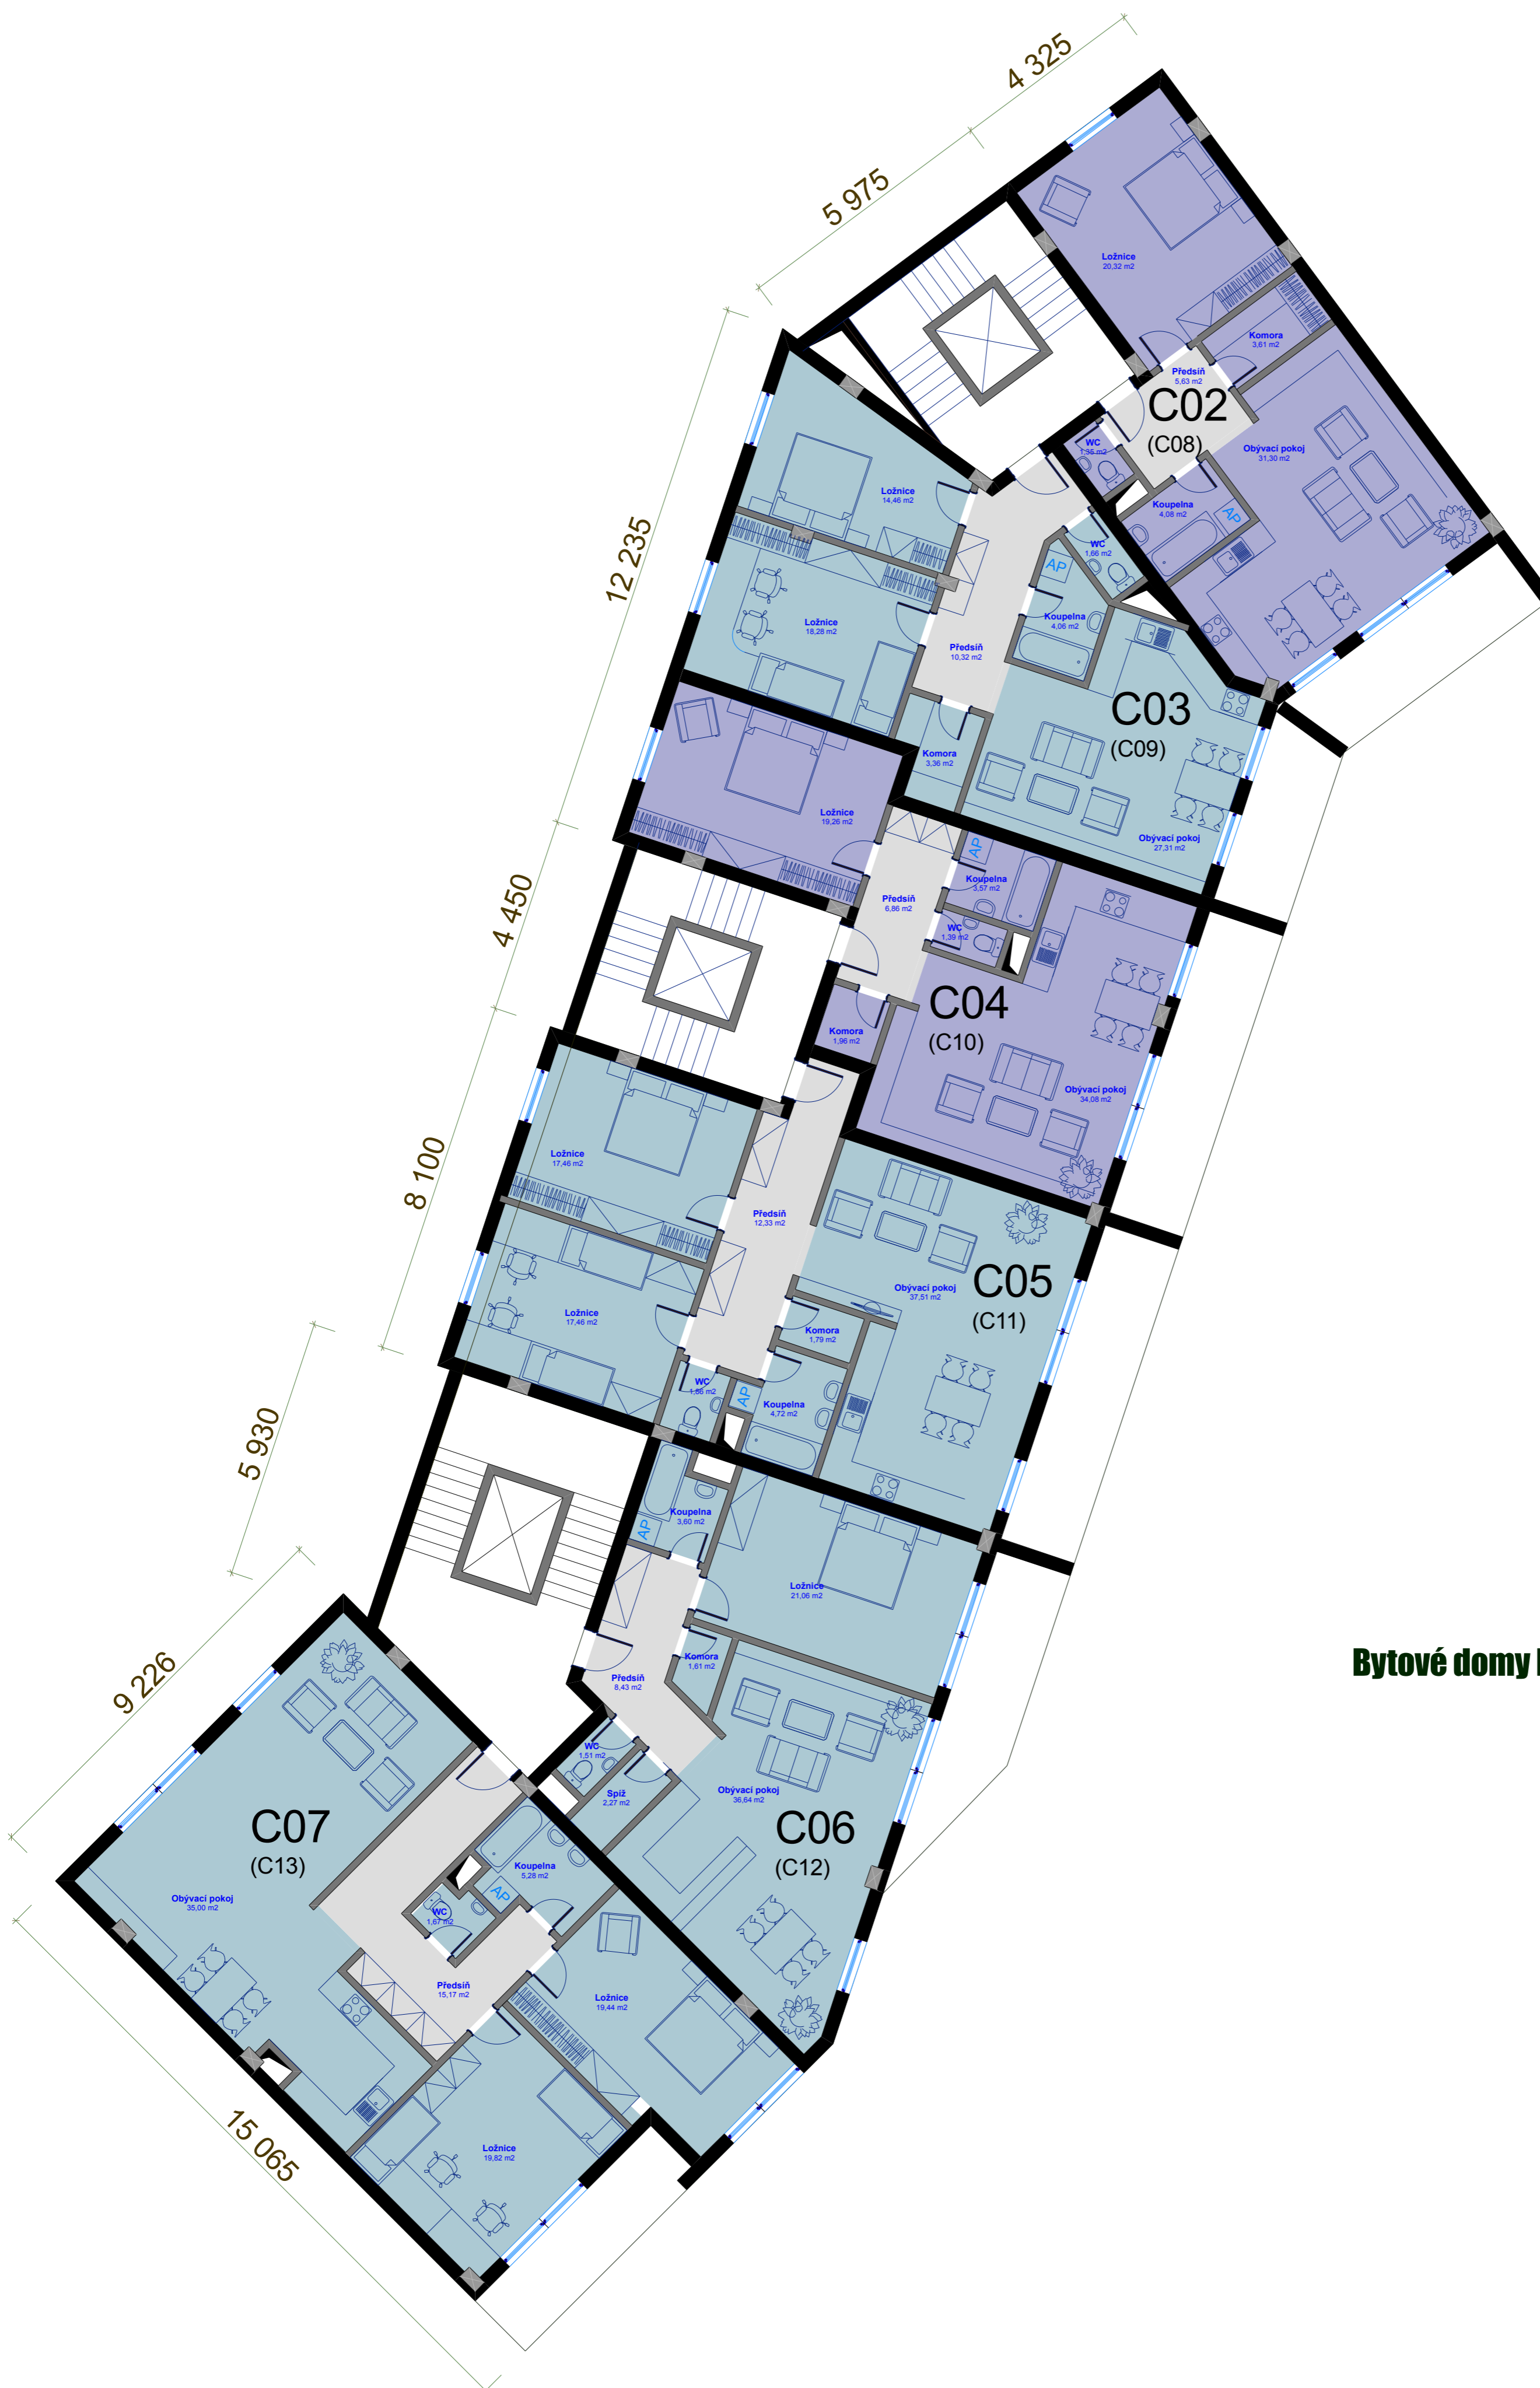 4 325
5 975
Ložnice
20,32 m2
Komora
3,61 m2
Předsíň
5,63 m2
C02
(C08)
WC
1,35 m2
Obývací pokoj
31,30 m2
Koupelna
4,08 m2
AP
12 235
Ložnice
14,46 m2
WC
1,66 m2
AP
Koupelna
4,06 m2
Ložnice
18,28 m2
Předsíň
10,32 m2
C03
(C09)
Komora
3,36 m2
Obývací pokoj
27,31 m2
Ložnice
19,26 m2
AP
Koupelna
3,57 m2
Předsíň
6,86 m2
WC
1,39 m2
4 450
C04
(C10)
Komora
1,96 m2
Obývací pokoj
34,08 m2
8 100
Ložnice
17,46 m2
Předsíň
12,33 m2
C05
(C11)
Obývací pokoj
37,51 m2
Ložnice
17,46 m2
Komora
1,79 m2
WC
1,86 m2
AP
Koupelna
4,72 m2
5 930
Koupelna
3,60 m2
AP
Ložnice
21,06 m2
Komora
1,61 m2
Předsíň
8,43 m2
Bytové domy
9 226
WC
1,51 m2
Spíž
2,27 m2
Obývací pokoj
36,64 m2
C06
(C12)
C07
(C13)
Koupelna
5,28 m2
AP
Obývací pokoj
35,00 m2
WC
1,67 m2
Předsíň
15,17 m2
Ložnice
19,44 m2
Ložnice
19,82 m2
15 065